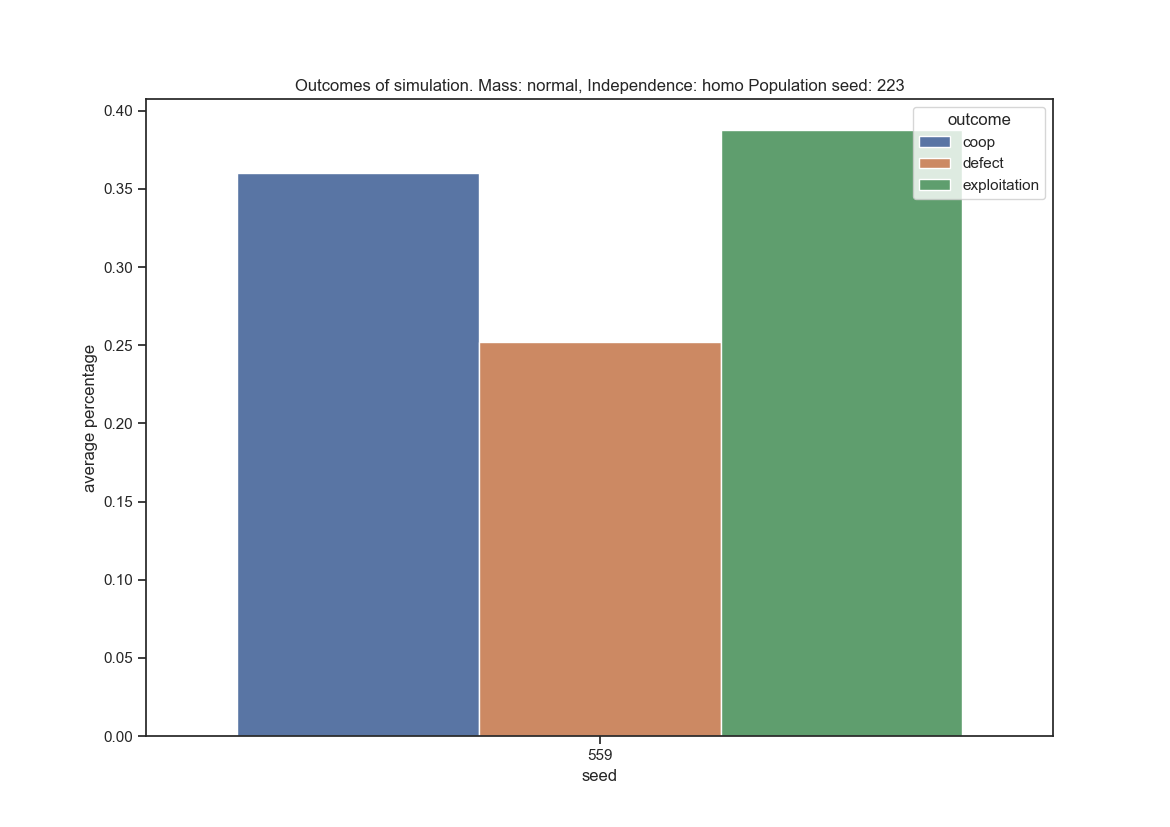 Outcomes of simulation. Mass: normal, Independence: homo Population seed: 223
outcome
coop
defect
exploitation
0.40
0.35
0.30
0.25
0.20
0.15
0.10
0.05
0.00
average percentage
559
seed